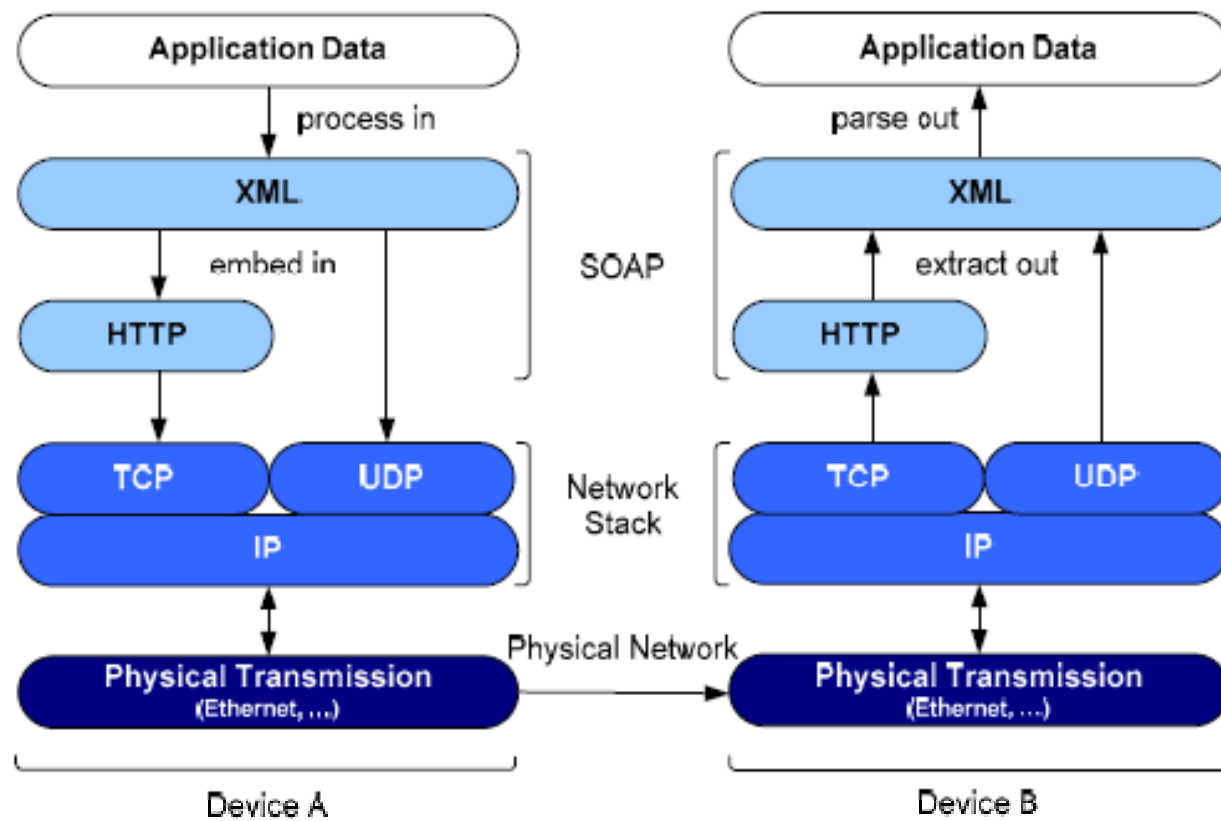 Application Data
process in
XML
embed in
HTTP
SOAP
TCP
UDP
IP
Network
Stack
Physical Transmission
(Ethernet, ...)
Device A
Physical Network
Application Data
parse out
XML
extract out
HTTP
TCP
UDP
IP
Physical Transmission
(Ethernet, ...)
Device B